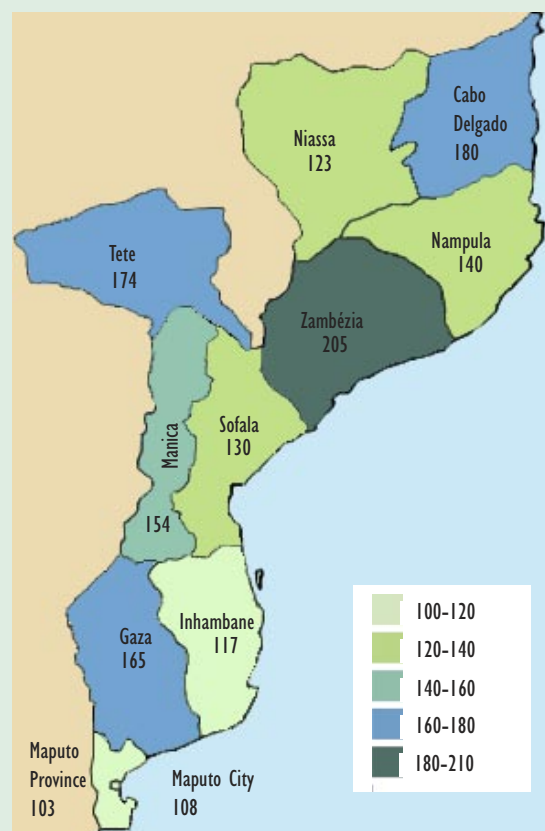 Cabo
Delgado
180
Niassa
123
Nampula
140
Tete
174
Zambézia
205
Manica
154
Sofala
130
Inhambane
117
Gaza
165
Maputo
Province
103
Maputo City
108
100-120
120-140
140-160
160-180
180-210